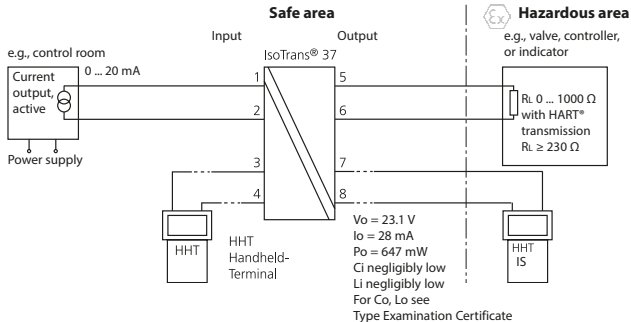 Safe area
Hazardous area
Input
Output
e.g., valve, controller,
or indicator
e.g., control room
IsoTrans® 37
Current
output,
active
0 ... 20 mA
1
5
2
6
RL 0 ... 1000 Ω
with HART®
transmission
RL ≥ 230 Ω
Power supply
3
7
4
8
HHT
HHT
Handheld-
Terminal
Vo = 23.1 V
Io = 28 mA
Po = 647 mW
Ci negligibly low
Li negligibly low
For Co, Lo see
Type Examination Certificate
HHT
IS